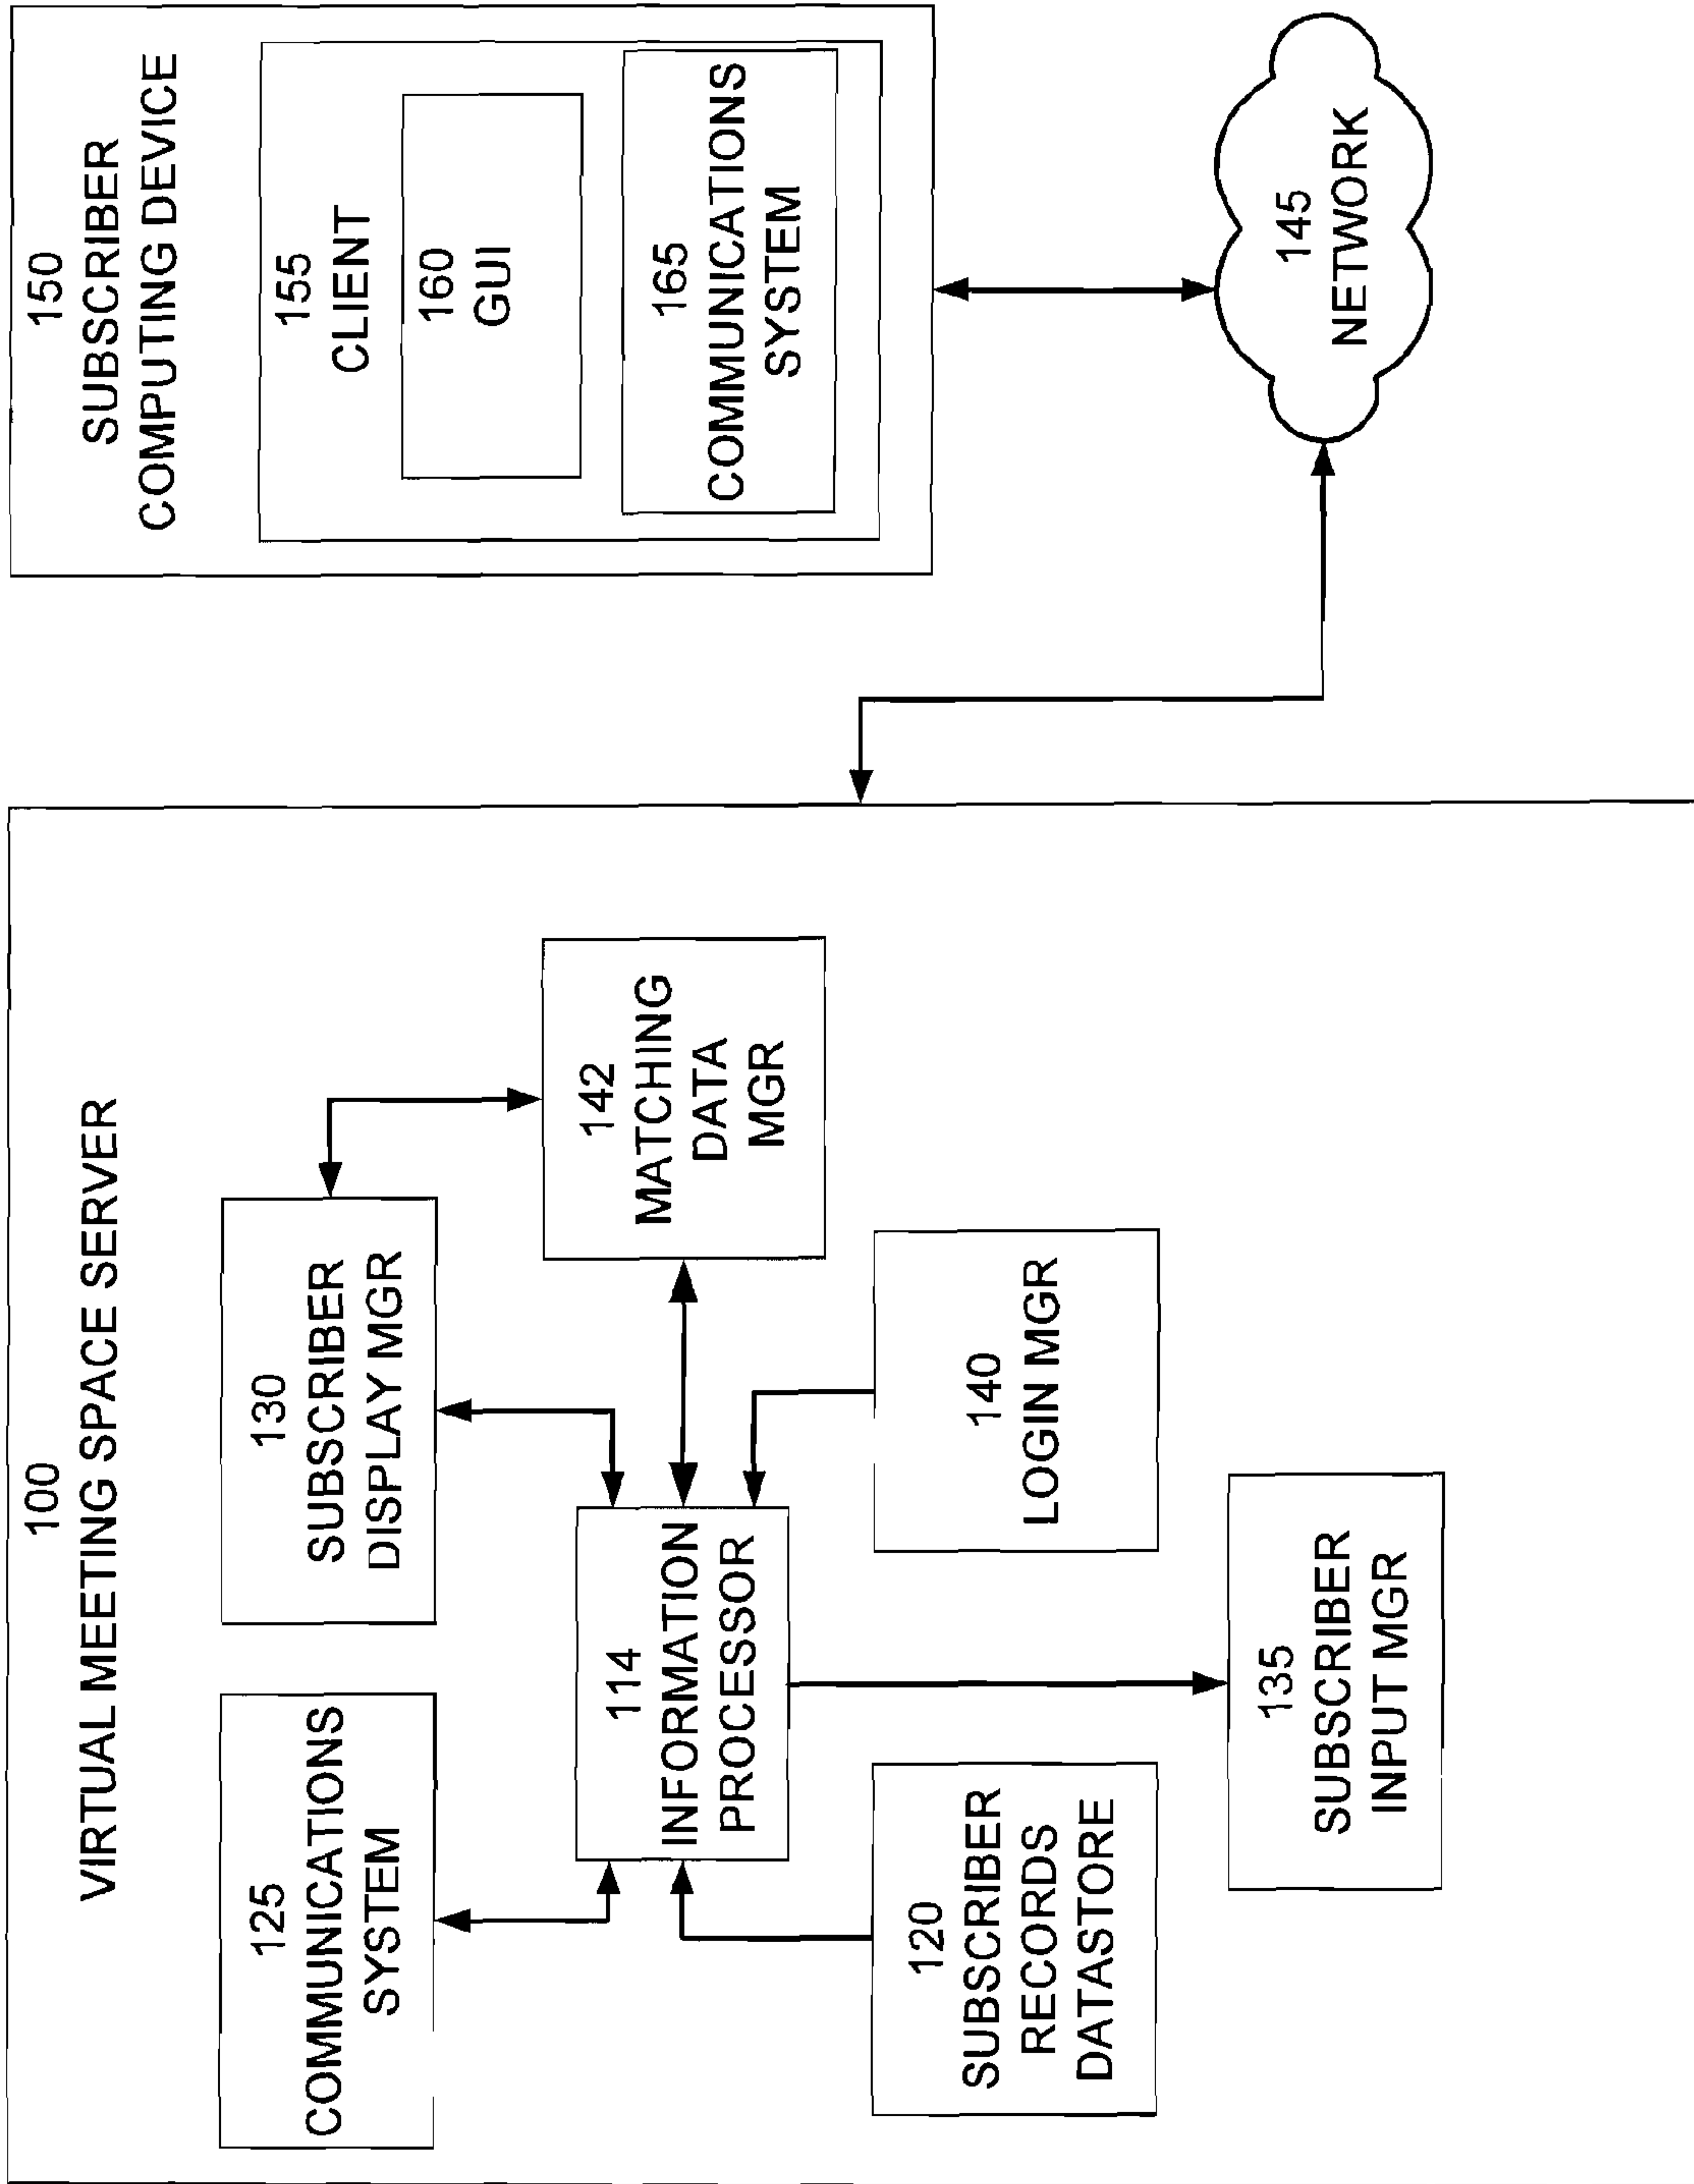 100
VIRTUAL MEETING SPACE SERVER
125
COMMUNICATIONS
SYSTEM
130
SUBSCRIBER
DISPLAY MGR
114
INFORMATION
PROCESSOR
142
MATCHING
DATA
MGR
120
SUBSCRIBER
RECORDS
DATASTORE
140
LOGIN MGR
135
SUBSCRIBER
INPUT MGR
150
SUBSCRIBER
COMPUTING DEVICE
155
CLIENT
160
GUI
165
COMMUNICATIONS
SYSTEM
145
NETWORK